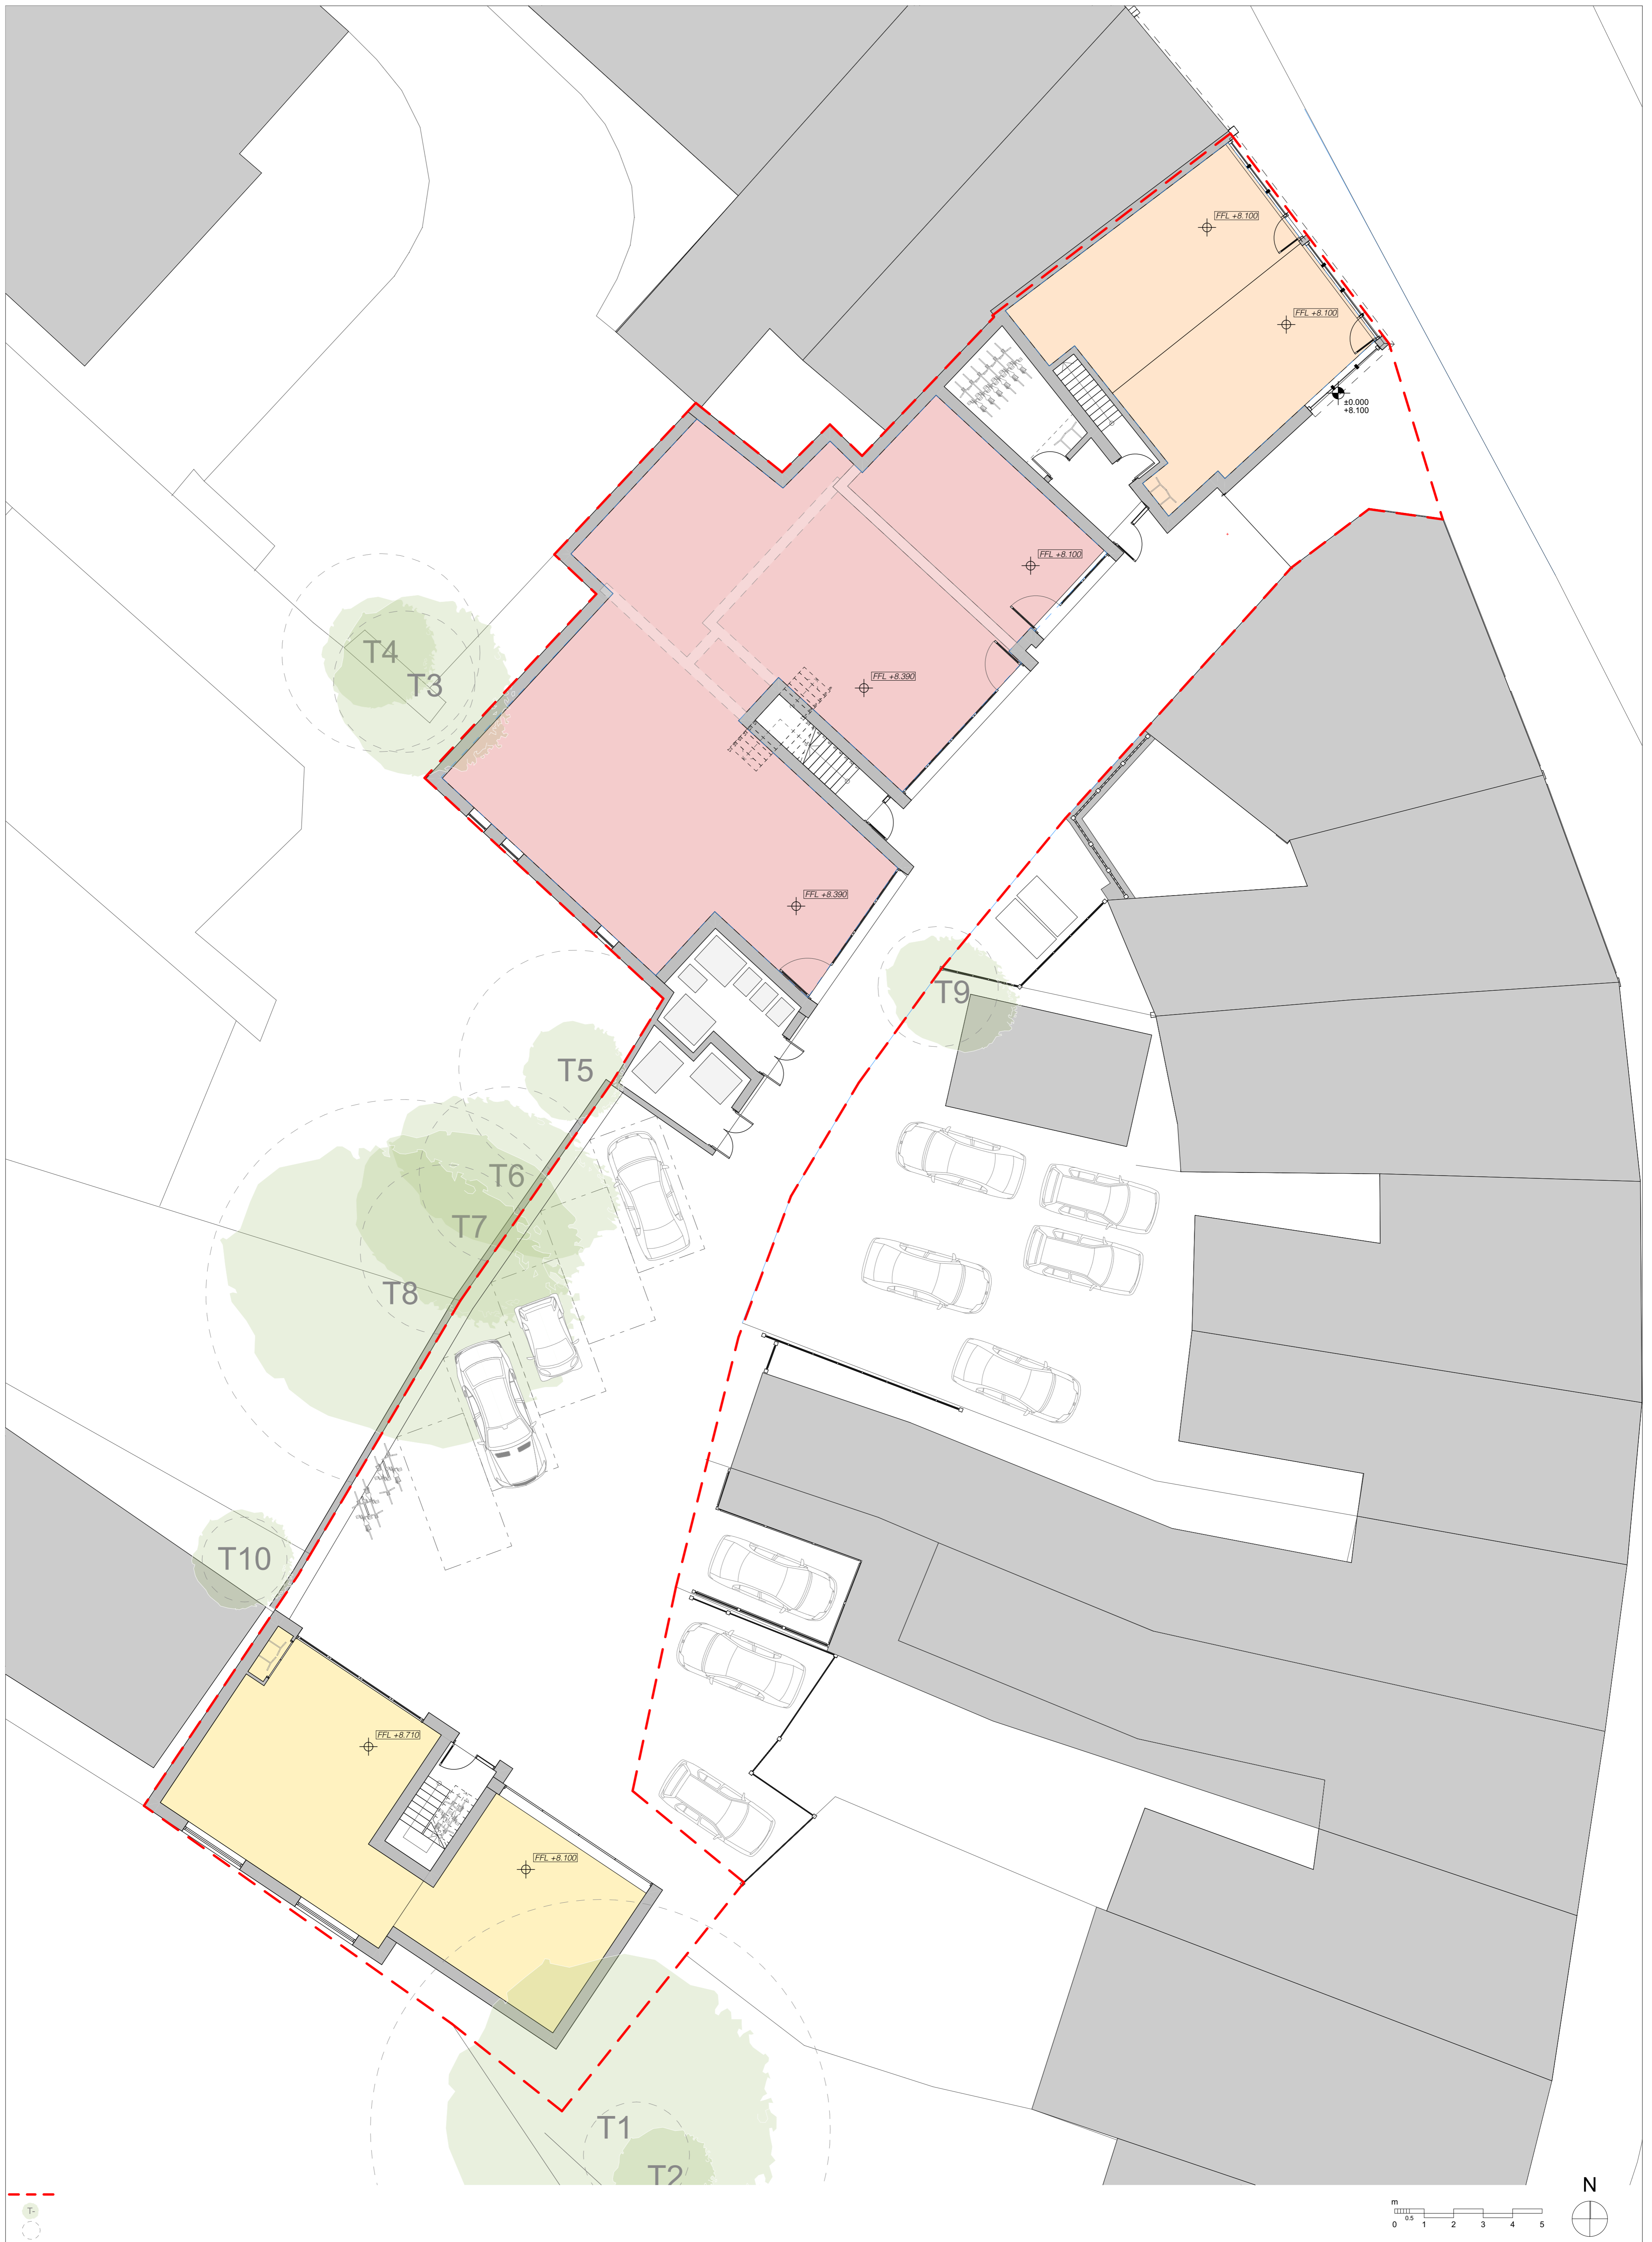 FFL +8.100
FFL +8.100
±0.000
+8.100
FFL +8.100
T4
T3
FFL +8.390
FFL +8.390
T9
T5
T6
T7
T8
T10
FFL +8.710
FFL +8.100
T1
T2
T-
N
m
0 0.5 1 2 3 4 5